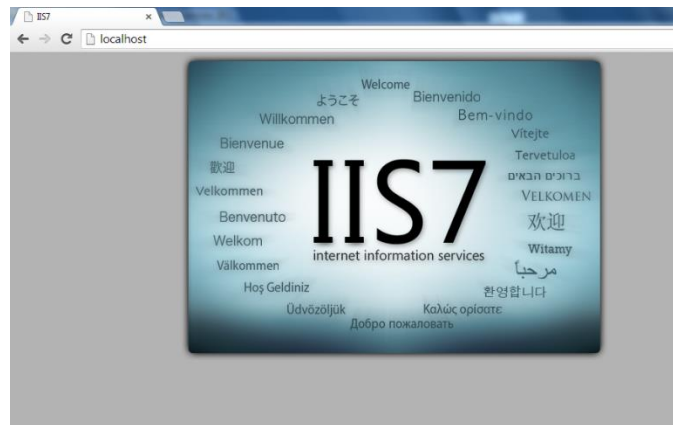 IIS7
localhost
Welcome
ようこそ
Bienvenido
Willkommen
Bem-vindo
Vítejte
Bienvenue
Tervetuloa
歡迎
ברוכים הבאים
Velkommen
VELKOMEN
Benvenuto
欢迎
IIS7
Welkom
Witamy
internet information services
Välkommen
مرحباً
Hoş Geldiniz
환영합니다
Üdvözöljük
Καλώς ορίσατε
Добро пожаловать